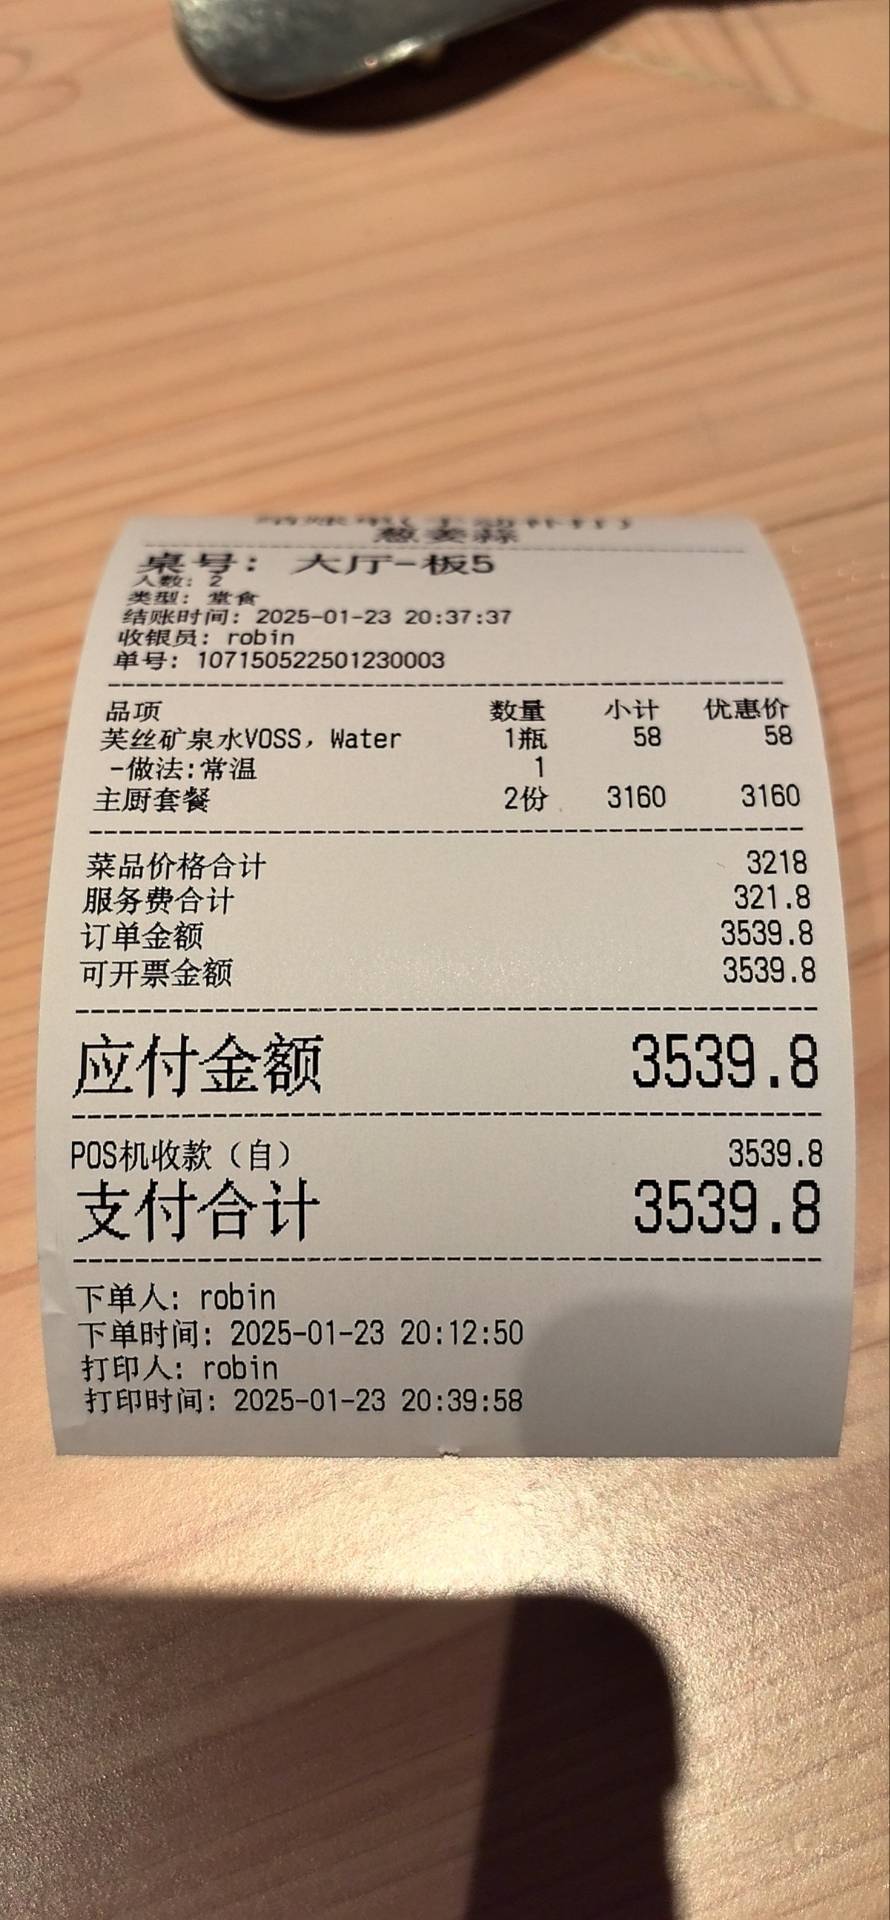 葱姜蒜
桌号: 大厅-板5
人数: 2
类型: 堂食
结账时间: 2025-01-23 20:37:37
收银员: robin
单号: 107150522501230003
品项 数量 小计 优惠价
芙丝矿泉水VOSS，Water 1瓶 58 58
-做法:常温 1
主厨套餐 2份 3160 3160
菜品价格合计 3218
服务费合计 321.8
订单金额 3539.8
可开票金额 3539.8
应付金额 3539.8
POS机收款（自） 3539.8
支付合计 3539.8
下单人: robin
下单时间: 2025-01-23 20:12:50
打印人: robin
打印时间: 2025-01-23 20:39:58